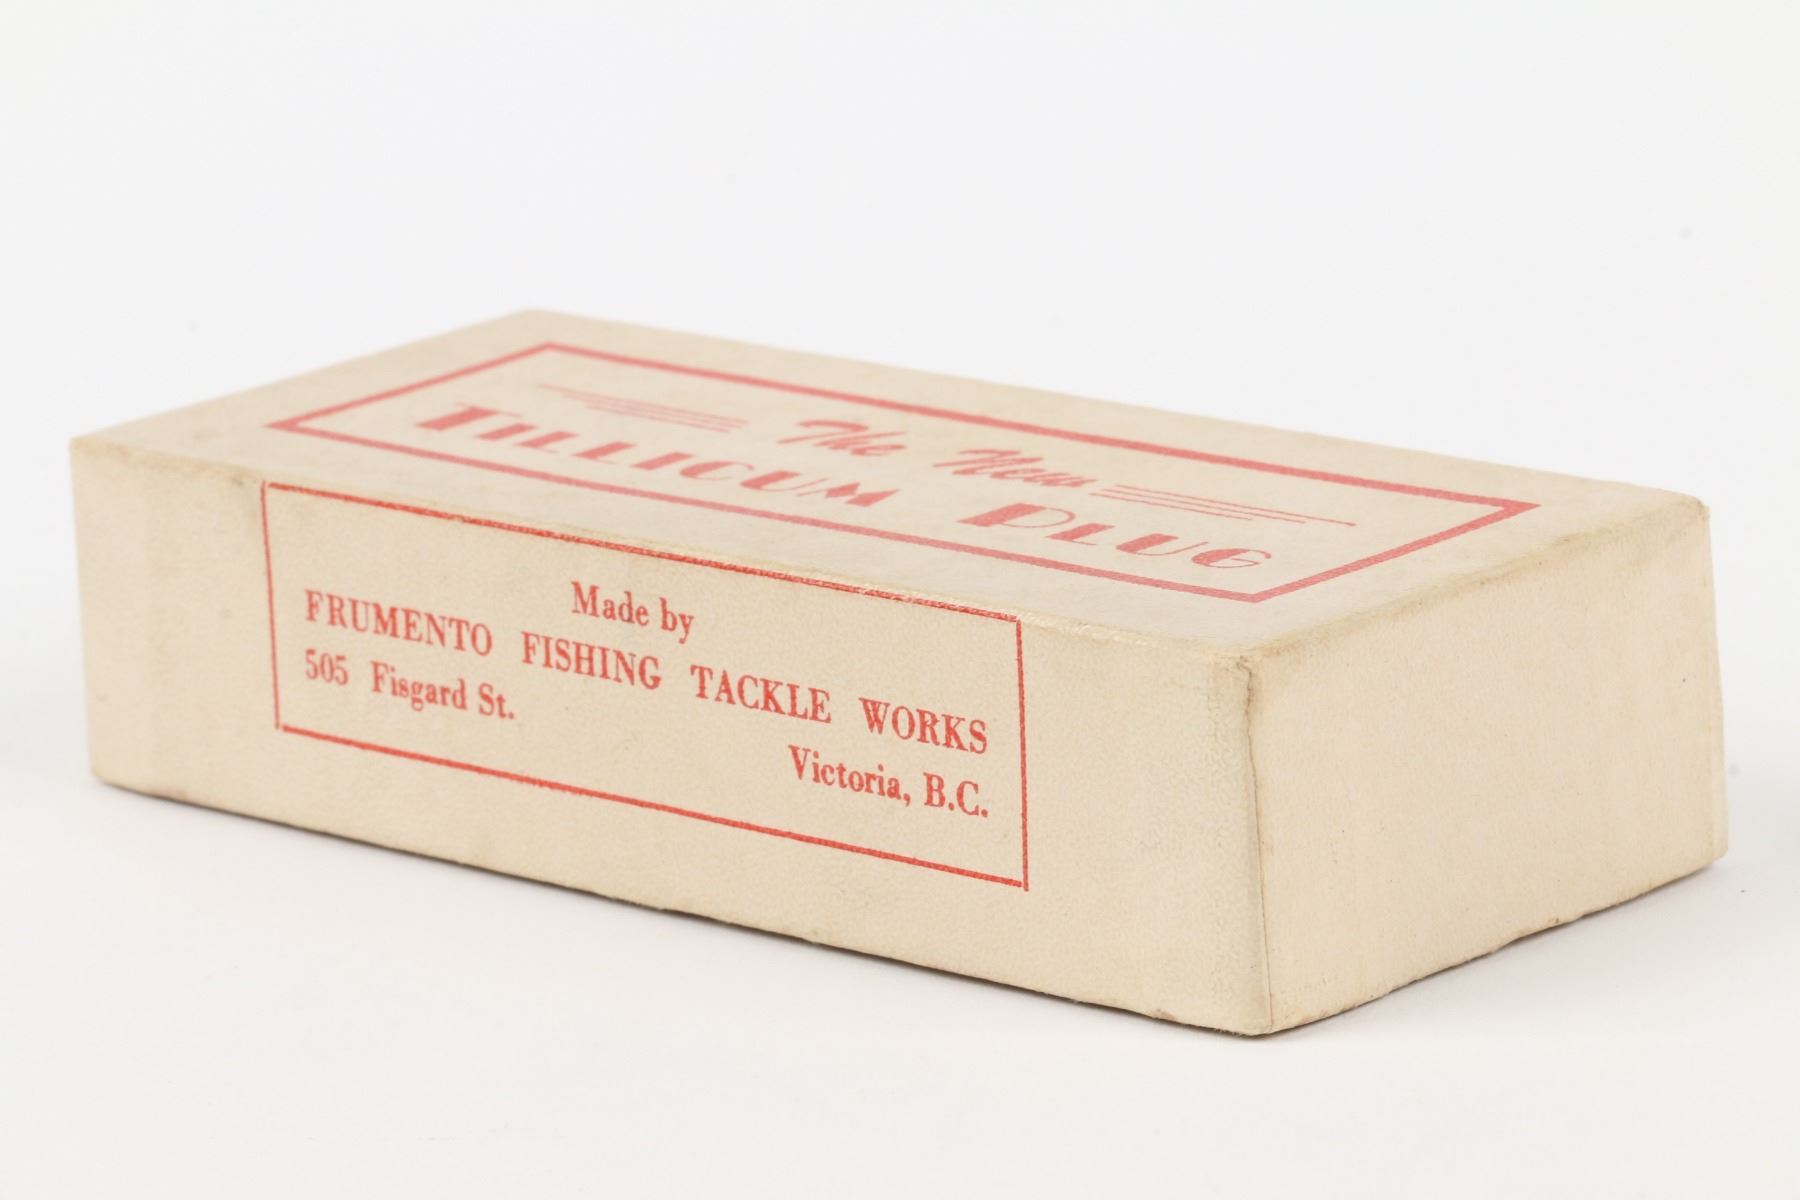 The New
TILLICUM PLUG
Made by
FRUMENTO FISHING TACKLE WORKS
505 Fisgard St.
Victoria, B.C.